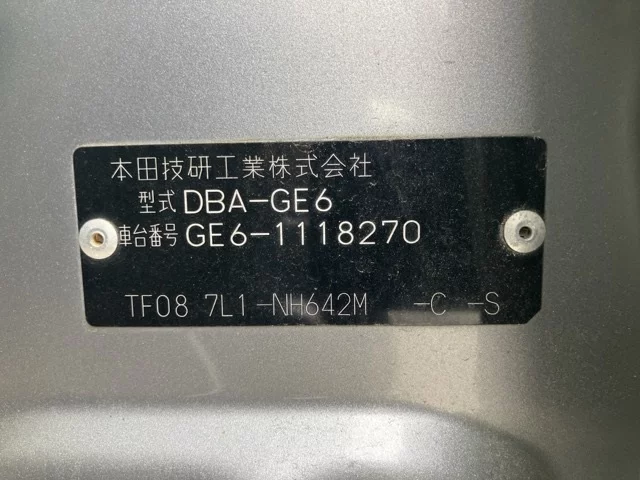 本田技研工業株式会社
型式 DBA-GE6
車台番号 GE6-1118270
TF08 7L1-NH642M -C -S